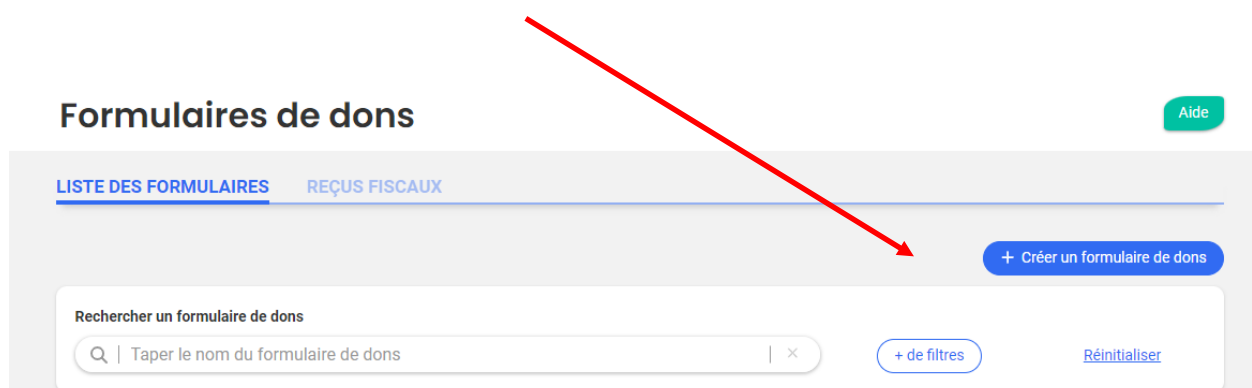 Formulaires de dons
Aide
LISTE DES FORMULAIRES REÇUS FISCAUX
+ Créer un formulaire de dons
Rechercher un formulaire de dons
Taper le nom du formulaire de dons
+ de filtres
Réinitialiser